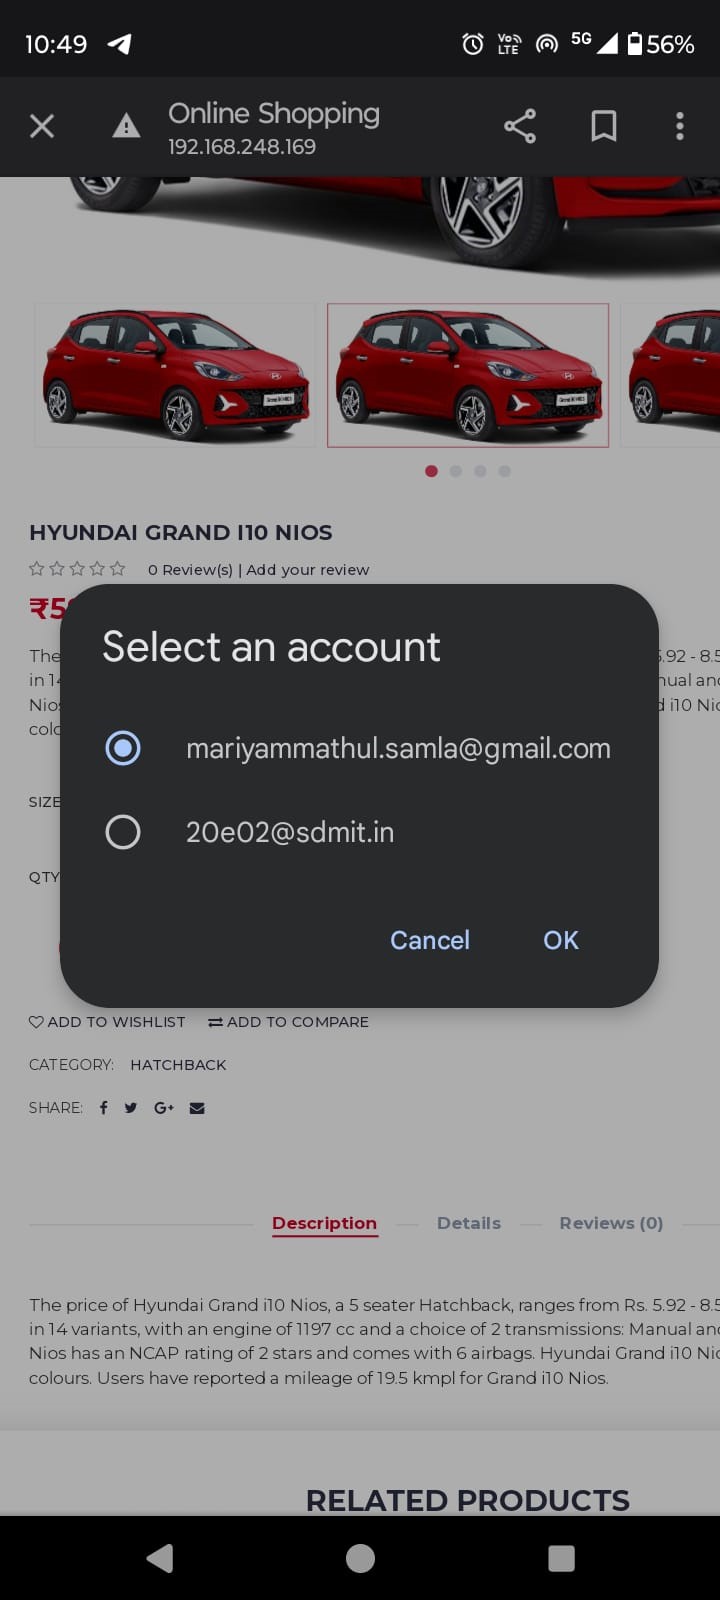 10:49 Vo LTE 5G 56%
Online Shopping
192.168.248.169
HYUNDAI GRAND I10 NIOS
0 Review(s) | Add your review
₹5
The 5.92 - 8.5
in 14
Nios d i10 Nio
SIZE
QTY
Select an account
mariyammathul.samla@gmail.com
20e02@sdmit.in
Cancel OK
ADD TO WISHLIST ADD TO COMPARE
CATEGORY: HATCHBACK
SHARE: G+
Description Details Reviews (0)
The price of Hyundai Grand i10 Nios, a 5 seater Hatchback, ranges from Rs. 5.92 - 8.5
in 14 variants, with an engine of 1197 cc and a choice of 2 transmissions: Manual and
Nios has an NCAP rating of 2 stars and comes with 6 airbags. Hyundai Grand i10 Nio
colours. Users have reported a mileage of 19.5 kmpl for Grand i10 Nios.
RELATED PRODUCTS